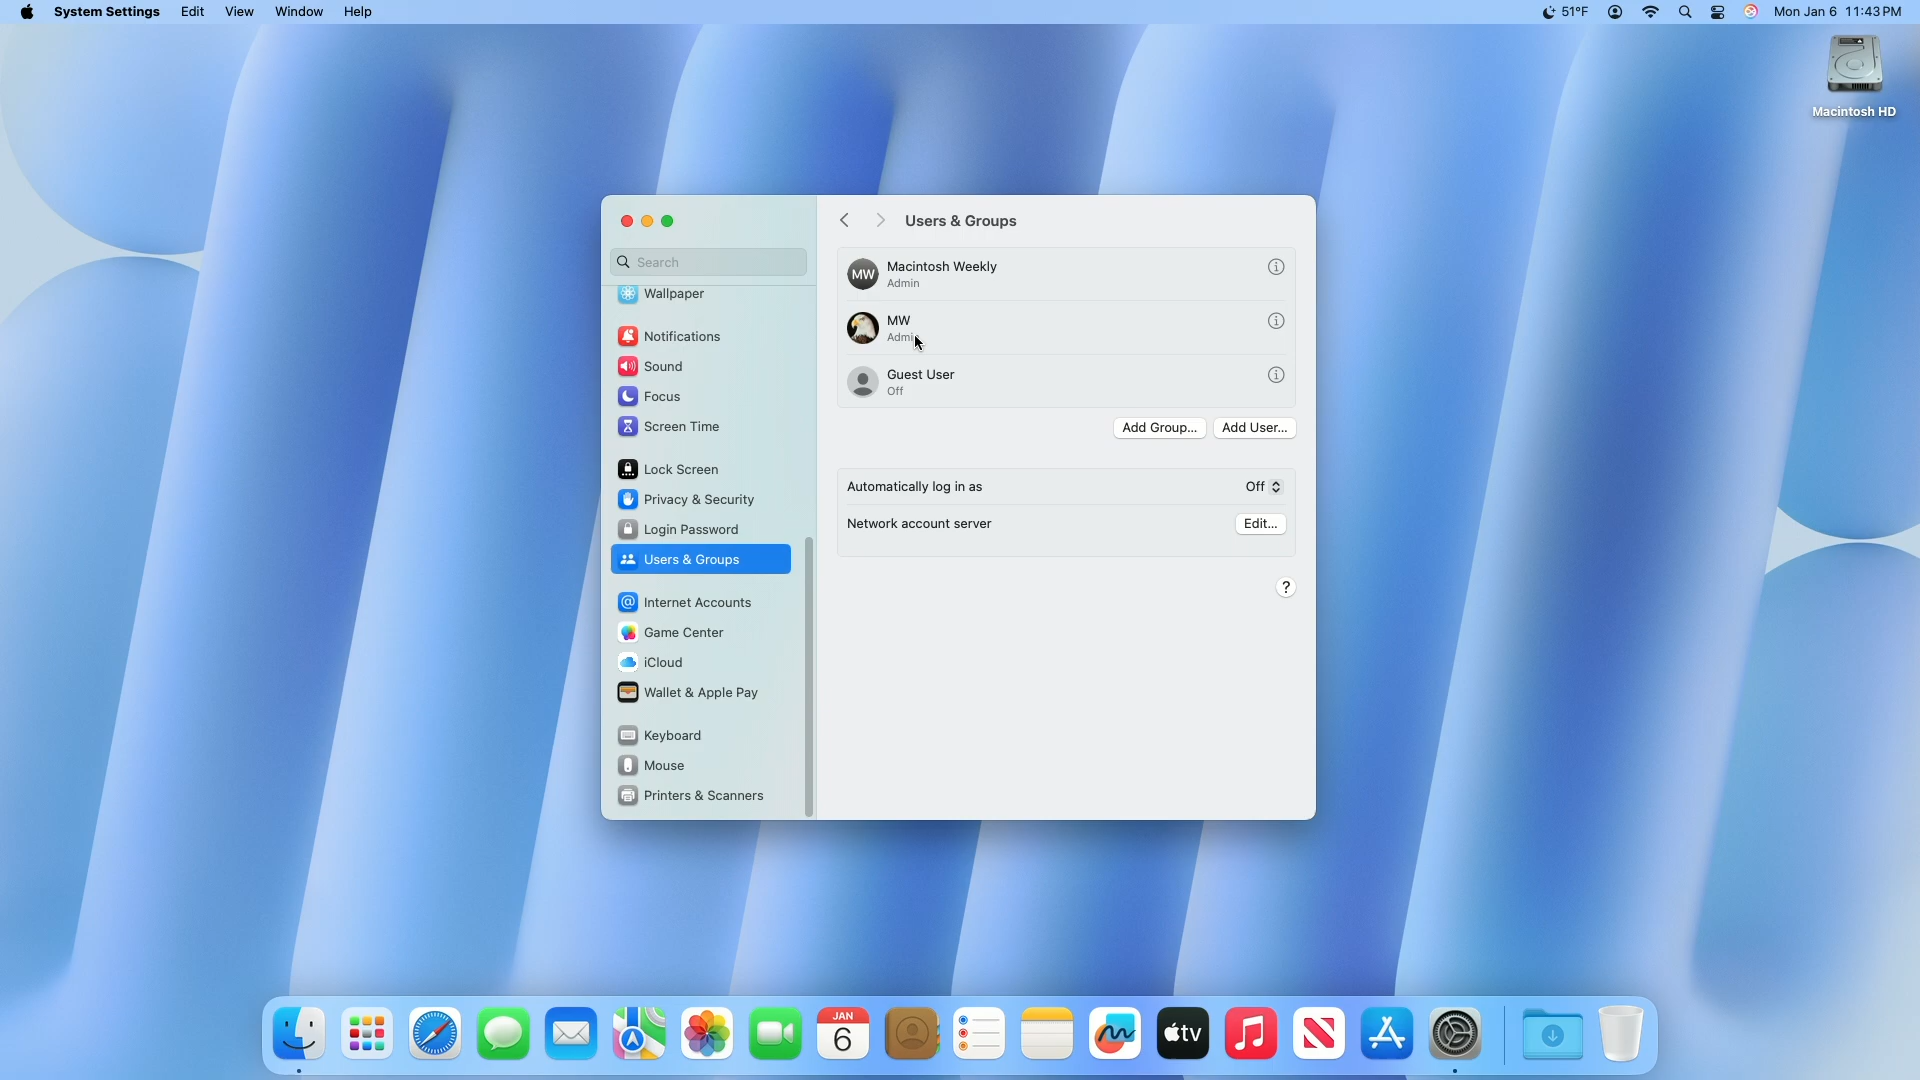 System Settings Edit View Window Help
51°F
Mon Jan 6 11:43 PM
Macintosh HD
Users & Groups
Search
Wallpaper
Notifications
Sound
Focus
Screen Time
Lock Screen
Privacy & Security
Login Password
Users & Groups
Internet Accounts
Game Center
iCloud
Wallet & Apple Pay
Keyboard
Mouse
Printers & Scanners
MW
Macintosh Weekly
Admin
MW
Admin
Guest User
Off
Add Group...
Add User...
Automatically log in as
Off
Network account server
Edit...
?
JAN
6
tv